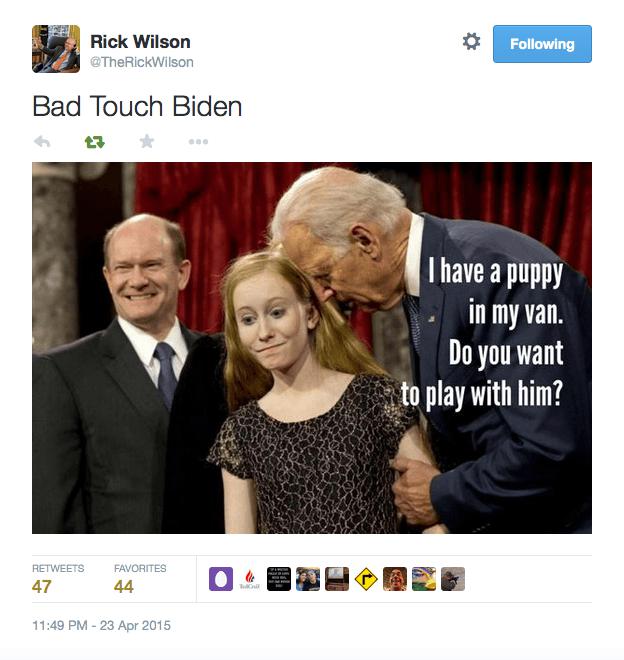 Rick Wilson
@TheRickWilson
Following
Bad Touch Biden
I have a puppy
in my van.
Do you want
to play with him?
RETWEETS
FAVORITES
47
44
11:49 PM - 23 Apr 2015